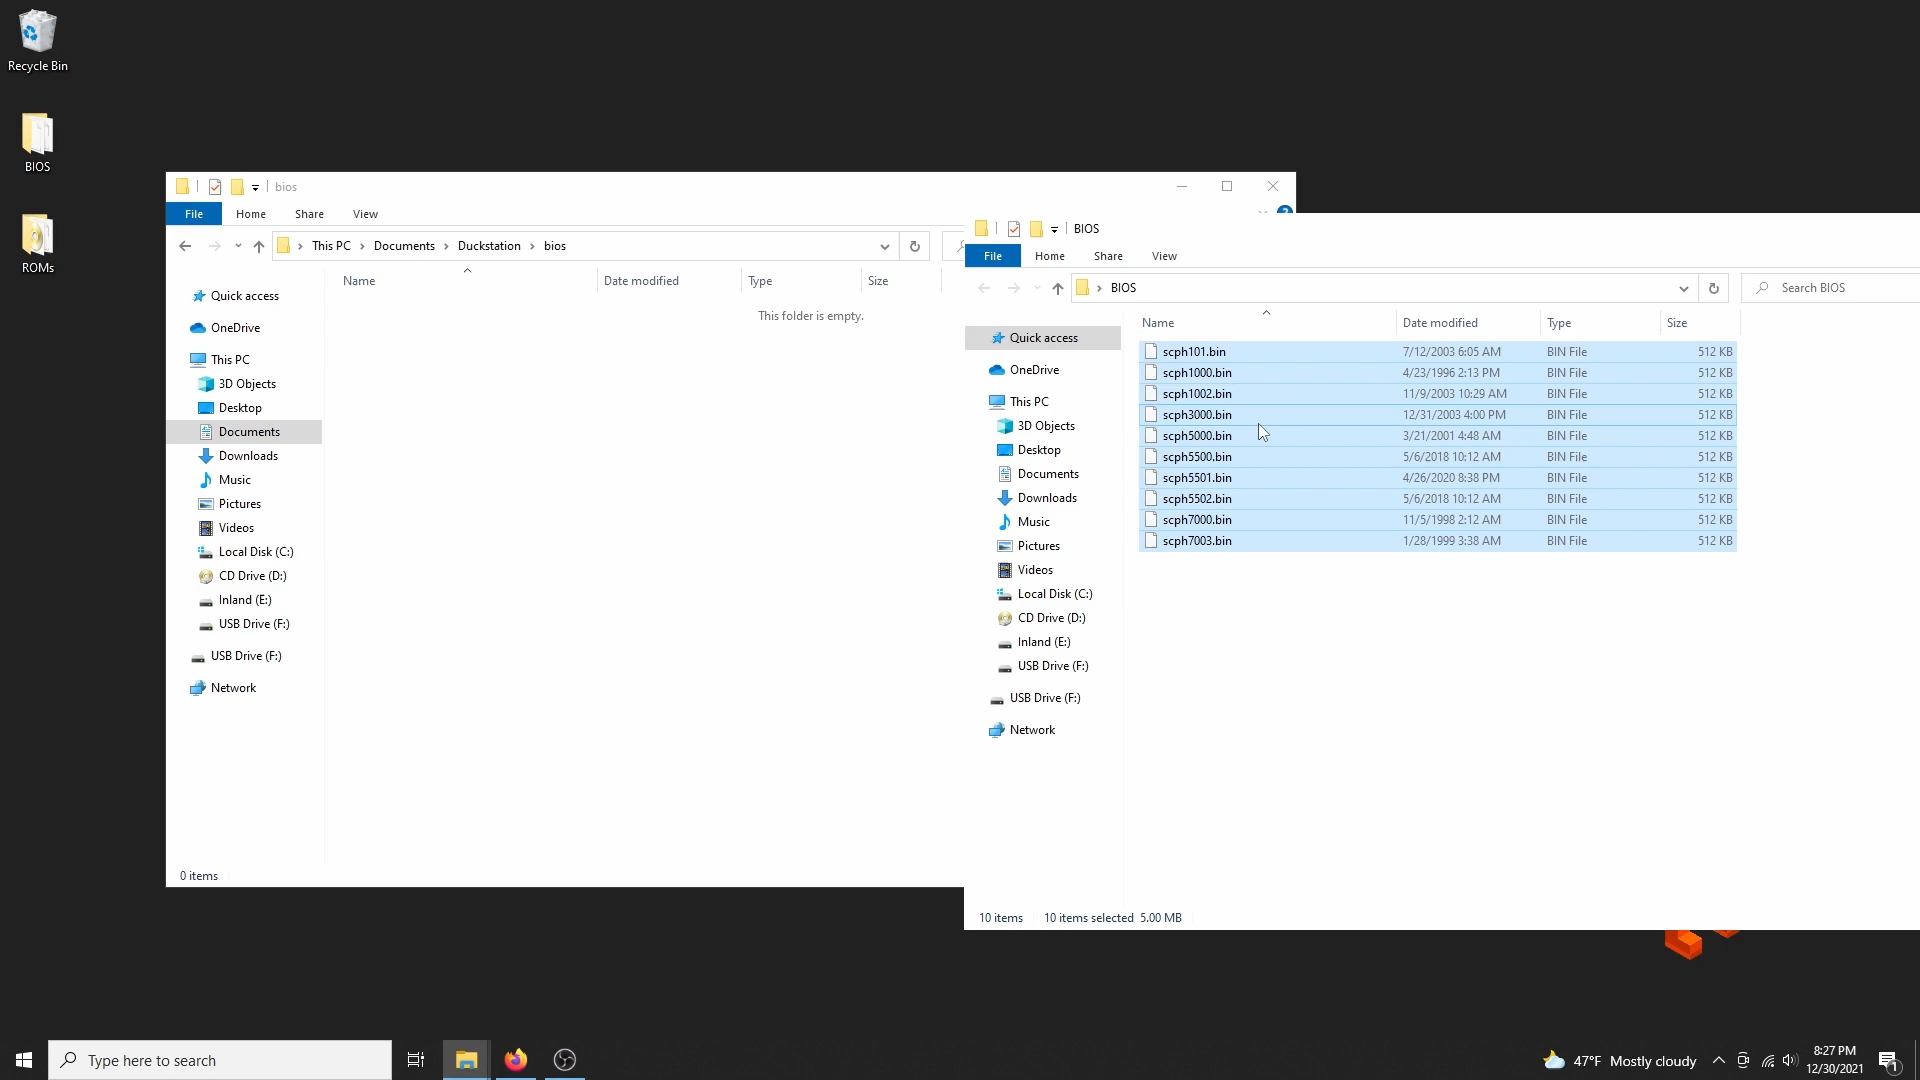 Recycle Bin
BIOS
ROMs
bios
File Home Share View
This PC Documents Duckstation bios
Name Date modified Type Size
This folder is empty.
Quick access
OneDrive
This PC
3D Objects
Desktop
Documents
Downloads
Music
Pictures
Videos
Local Disk (C:)
CD Drive (D:)
Inland (E:)
USB Drive (F:)
USB Drive (F:)
Network
0 items
BIOS
File Home Share View
BIOS
Search BIOS
Quick access
OneDrive
This PC
3D Objects
Desktop
Documents
Downloads
Music
Pictures
Videos
Local Disk (C:)
CD Drive (D:)
Inland (E:)
USB Drive (F:)
USB Drive (F:)
Network
Name Date modified Type Size
scph101.bin 7/12/2003 6:05 AM BIN File 512 KB
scph1000.bin 4/23/1996 2:13 PM BIN File 512 KB
scph1002.bin 11/9/2003 10:29 AM BIN File 512 KB
scph3000.bin 12/31/2003 4:00 PM BIN File 512 KB
scph5000.bin 3/21/2001 4:48 AM BIN File 512 KB
scph5500.bin 5/6/2018 10:12 AM BIN File 512 KB
scph5501.bin 4/26/2020 8:38 PM BIN File 512 KB
scph5502.bin 5/6/2018 10:12 AM BIN File 512 KB
scph7000.bin 11/5/1998 2:12 AM BIN File 512 KB
scph7003.bin 1/28/1999 3:38 AM BIN File 512 KB
10 items 10 items selected 5.00 MB
Type here to search
47°F Mostly cloudy
8:27 PM
12/30/2021
1